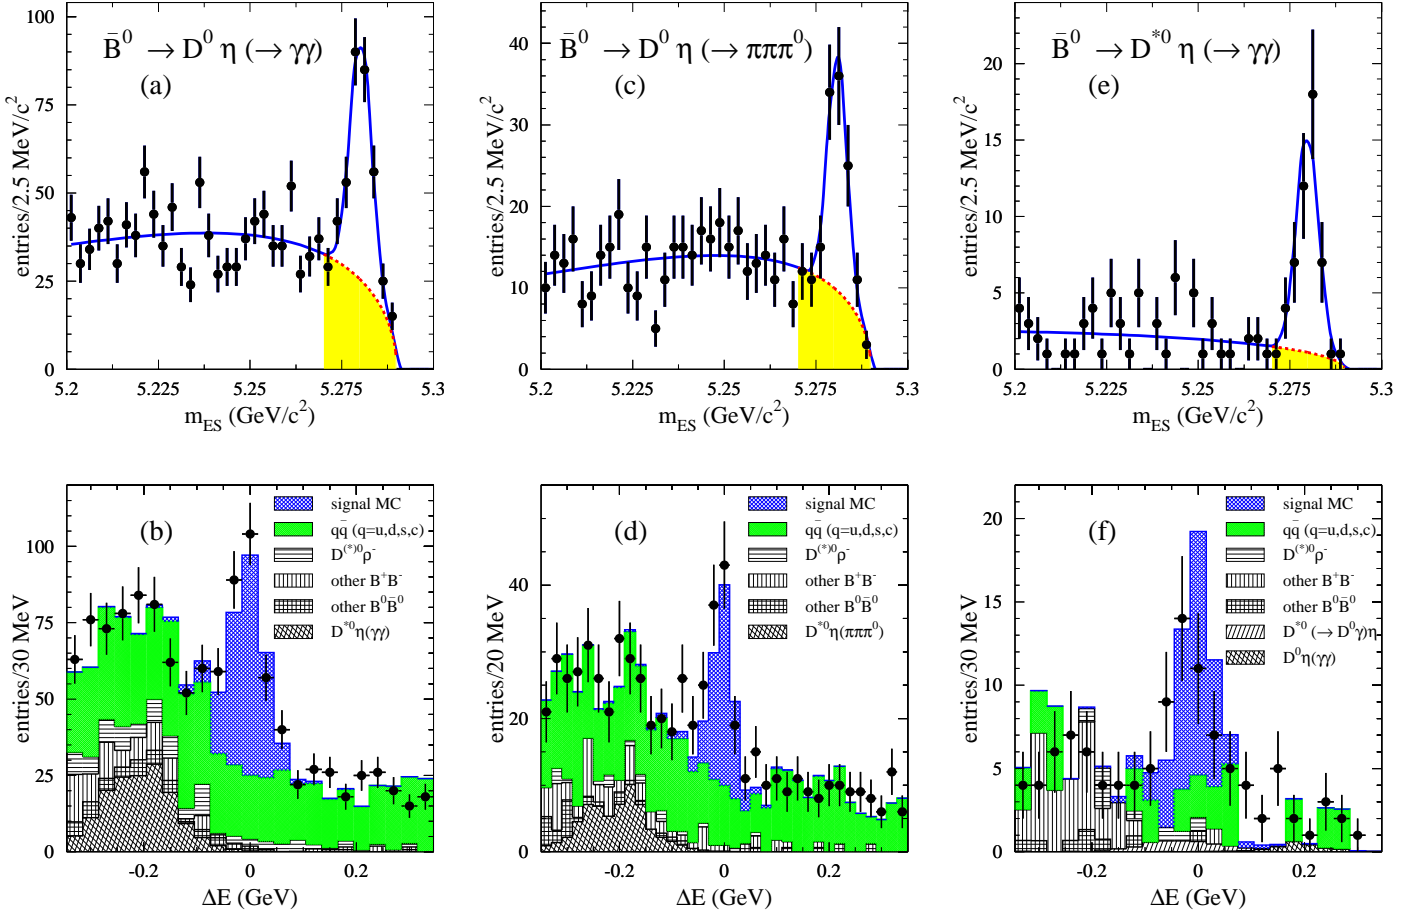 B̄⁰ → D⁰ η (→ γγ)
(a)
entries/2.5 MeV/c²
100
75
50
25
0
5.2 5.225 5.25 5.275 5.3
m_ES (GeV/c²)
B̄⁰ → D⁰ η (→ πππ⁰)
(c)
entries/2.5 MeV/c²
40
30
20
10
0
5.2 5.225 5.25 5.275 5.3
m_ES (GeV/c²)
B̄⁰ → D*⁰ η (→ γγ)
(e)
entries/2.5 MeV/c²
20
15
10
5
0
5.2 5.225 5.25 5.275 5.3
m_ES (GeV/c²)
(b)
signal MC
qq̄ (q=u,d,s,c)
D⁽*⁾⁰ρ⁻
other B⁺B⁻
other B⁰B̄⁰
D*⁰η(γγ)
entries/30 MeV
100
75
50
25
0
-0.2 0 0.2
ΔE (GeV)
(d)
signal MC
qq̄ (q=u,d,s,c)
D⁽*⁾⁰ρ⁻
other B⁺B⁻
other B⁰B̄⁰
D*⁰η(πππ⁰)
entries/20 MeV
40
20
0
-0.2 0 0.2
ΔE (GeV)
(f)
signal MC
qq̄ (q=u,d,s,c)
D⁽*⁾⁰ρ⁻
other B⁺B⁻
other B⁰B̄⁰
D*⁰ (→ D⁰γ)η
D⁰η(γγ)
entries/30 MeV
20
15
10
5
0
-0.2 0 0.2
ΔE (GeV)